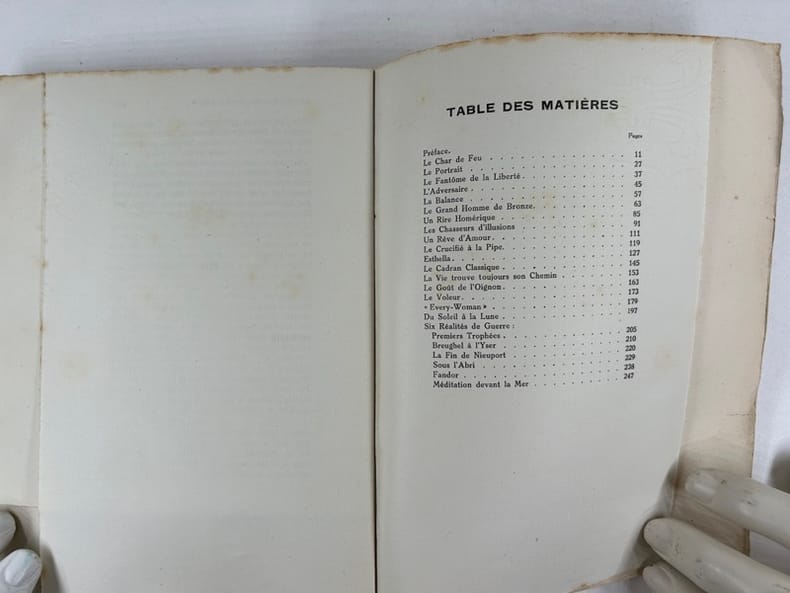 TABLE DES MATIÈRES
Pages
Préface.
Le Char de Feu . . . . . . . . . . . . 11
Le Portrait . . . . . . . . . . . . 27
Le Fantôme de la Liberté . . . . . . . . . 37
L'Adversaire . . . . . . . . . . . . 45
La Balance . . . . . . . . . . . . 57
Le Grand Homme de Bronze . . . . . . . . 63
Un Rire Homérique . . . . . . . . . . 85
Les Chasseurs d'illusions . . . . . . . . . 91
Un Rêve d'Amour . . . . . . . . . . 111
Le Crucifié à la Pipe . . . . . . . . . . 119
Esthella . . . . . . . . . . . . . 127
Le Cadran Classique . . . . . . . . . . 145
La Vie trouve toujours son Chemin . . . . . . 153
Le Goût de l'Oignon . . . . . . . . . . 163
Le Voleur . . . . . . . . . . . . 173
« Every-Woman » . . . . . . . . . . 179
Du Soleil à la Lune . . . . . . . . . . 197
Six Réalités de Guerre :
Premiers Trophées . . . . . . . . . . 205
Breughel à l'Yser . . . . . . . . . . 210
La Fin de Nieuport . . . . . . . . . 220
Sous l'Abri . . . . . . . . . . . 229
Fandor . . . . . . . . . . . . 238
Méditation devant la Mer . . . . . . . . 247